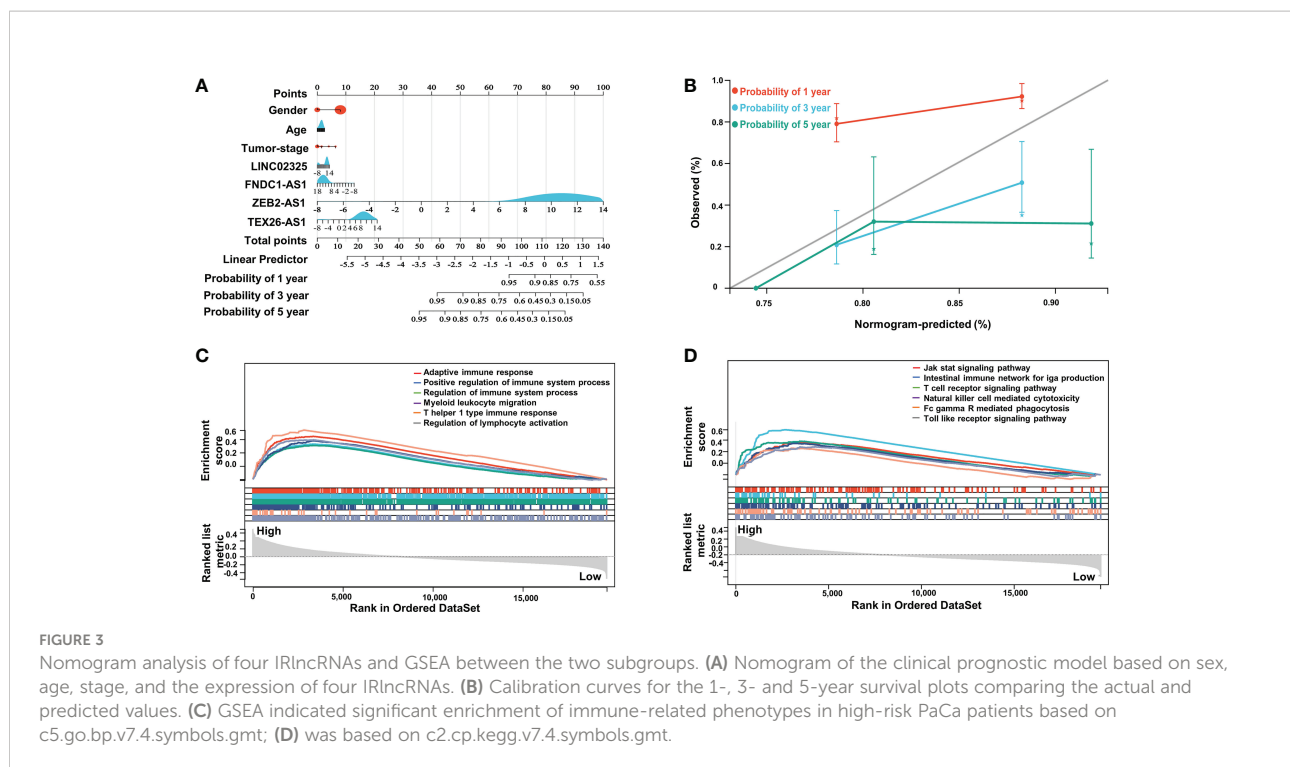 A
Points
0 10 20 30 40 50 60 70 80 90 100
Gender
Age
Tumor-stage
LINC02325
-8 14
FNDC1-AS1
18 8 4 -2 -8
ZEB2-AS1
-8 -6 -4 -2 0 2 4 6 8 10 12 14
TEX26-AS1
-8 -4 0 2 4 6 8 14
Total points
0 10 20 30 40 50 60 70 80 90 100 110 120 130 140
Linear Predictor
-5.5 -5 -4.5 -4 -3.5 -3 -2.5 -2 -1.5 -1 -0.5 0 0.5 1 1.5
Probability of 1 year
0.95 0.9 0.85 0.75 0.55
Probability of 3 year
0.95 0.9 0.85 0.75 0.6 0.45 0.3 0.15 0.05
Probability of 5 year
0.95 0.9 0.85 0.75 0.6 0.45 0.3 0.15 0.05
B
Probability of 1 year
Probability of 3 year
Probability of 5 year
Observed (%)
1.0
0.8
0.6
0.4
0.2
0
0.75 0.80 0.85 0.90
Normogram-predicted (%)
C
Adaptive immune response
Positive regulation of immune system process
Regulation of immune system process
Myeloid leukocyte migration
T helper 1 type immune response
Regulation of lymphocyte activation
Enrichment
score
0.6
0.4
0.2
0.0
Ranked list
metric
0.4
0.2
0.0
-0.2
-0.4
High
Low
0 5,000 10,000 15,000
Rank in Ordered DataSet
D
Jak stat signaling pathway
Intestinal immune network for iga production
T cell receptor signaling pathway
Natural killer cell mediated cytotoxicity
Fc gamma R mediated phagocytosis
Toll like receptor signaling pathway
Enrichment
score
0.6
0.4
0.2
0.0
Ranked list
metric
0.4
0.2
0.0
-0.2
-0.4
High
Low
0 5,000 10,000 15,000
Rank in Ordered DataSet
FIGURE 3
Nomogram analysis of four IRlncRNAs and GSEA between the two subgroups. (A) Nomogram of the clinical prognostic model based on sex,
age, stage, and the expression of four IRlncRNAs. (B) Calibration curves for the 1-, 3- and 5-year survival plots comparing the actual and
predicted values. (C) GSEA indicated significant enrichment of immune-related phenotypes in high-risk PaCa patients based on
c5.go.bp.v7.4.symbols.gmt; (D) was based on c2.cp.kegg.v7.4.symbols.gmt.